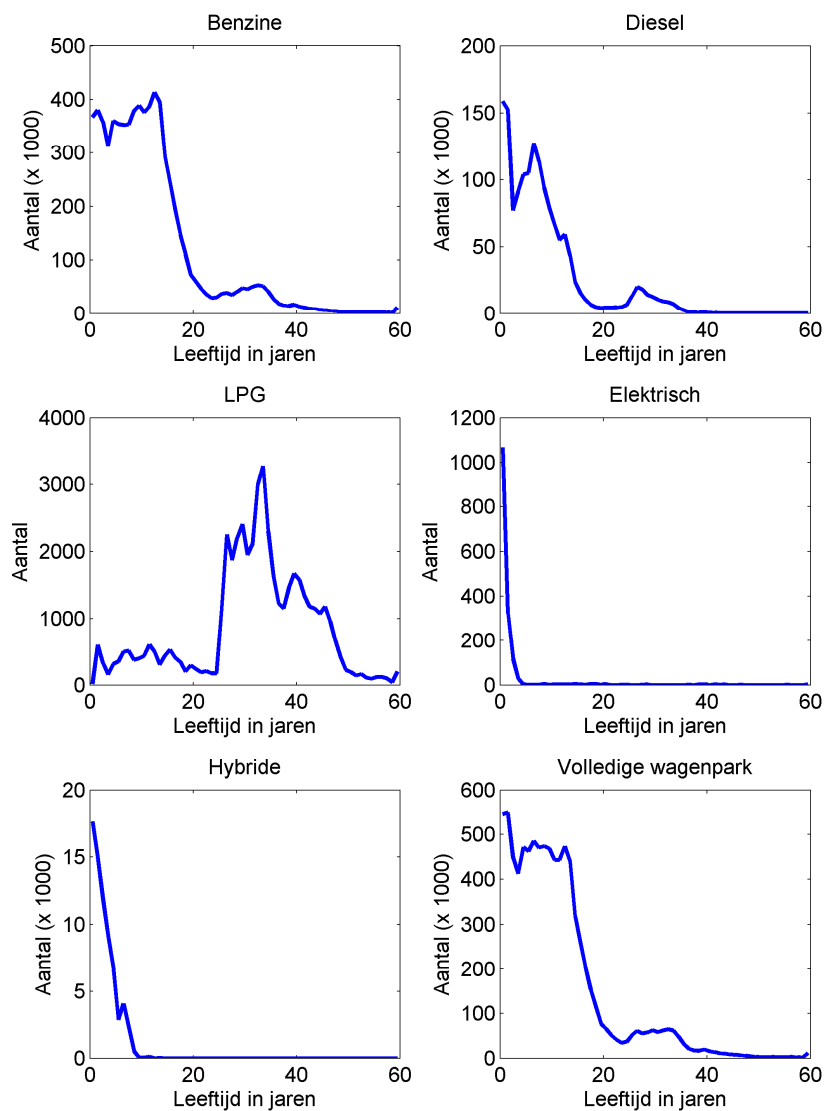 Benzine
Diesel
500
400
300
200
100
0
Aantal (x 1000)
0 20 40 60
Leeftijd in jaren
200
150
100
50
0
Aantal (x 1000)
0 20 40 60
Leeftijd in jaren
LPG
Elektrisch
4000
3000
2000
1000
0
Aantal
0 20 40 60
Leeftijd in jaren
1200
1000
800
600
400
200
0
Aantal
0 20 40 60
Leeftijd in jaren
Hybride
Volledige wagenpark
20
15
10
5
0
Aantal (x 1000)
0 20 40 60
Leeftijd in jaren
600
500
400
300
200
100
0
Aantal (x 1000)
0 20 40 60
Leeftijd in jaren